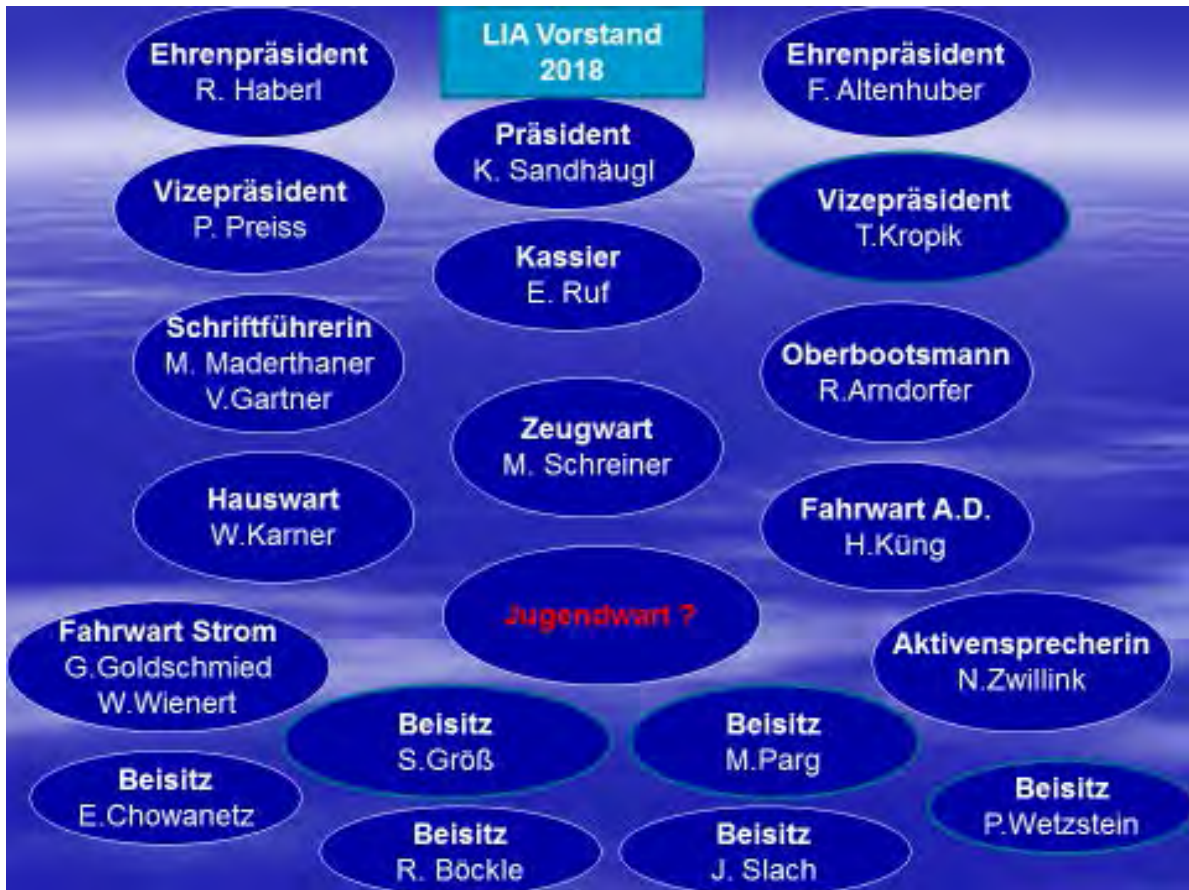 LIA Vorstand
2018
Ehrenpräsident
R. Haberl
Ehrenpräsident
F. Altenhuber
Präsident
K. Sandhäugl
Vizepräsident
P. Preiss
Vizepräsident
T.Kropik
Kassier
E. Ruf
Schriftführerin
M. Maderthaner
V.Gartner
Oberbootsmann
R.Arndorfer
Zeugwart
M. Schreiner
Hauswart
W.Karner
Fahrwart A.D.
H.Küng
Jugendwart ?
Fahrwart Strom
G.Goldschmied
W.Wienert
Aktivensprecherin
N.Zwillink
Beisitz
S.Größ
Beisitz
M.Parg
Beisitz
E.Chowanetz
Beisitz
P.Wetzstein
Beisitz
R. Böckle
Beisitz
J. Slach